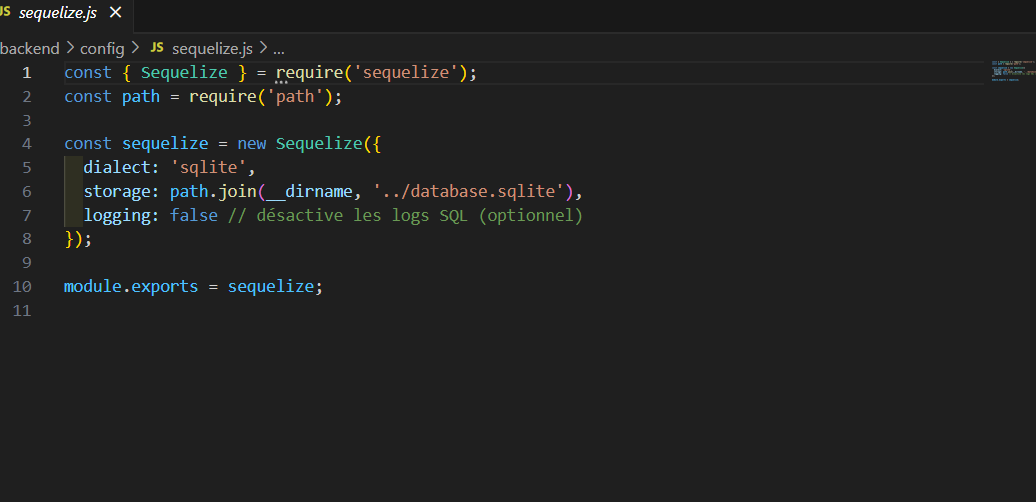 JS sequelize.js ×
backend > config > JS sequelize.js > ...
1 const { Sequelize } = require('sequelize');
2 const path = require('path');
3
4 const sequelize = new Sequelize({
5 dialect: 'sqlite',
6 storage: path.join(__dirname, '../database.sqlite'),
7 logging: false // désactive les logs SQL (optionnel)
8 });
9
10 module.exports = sequelize;
11